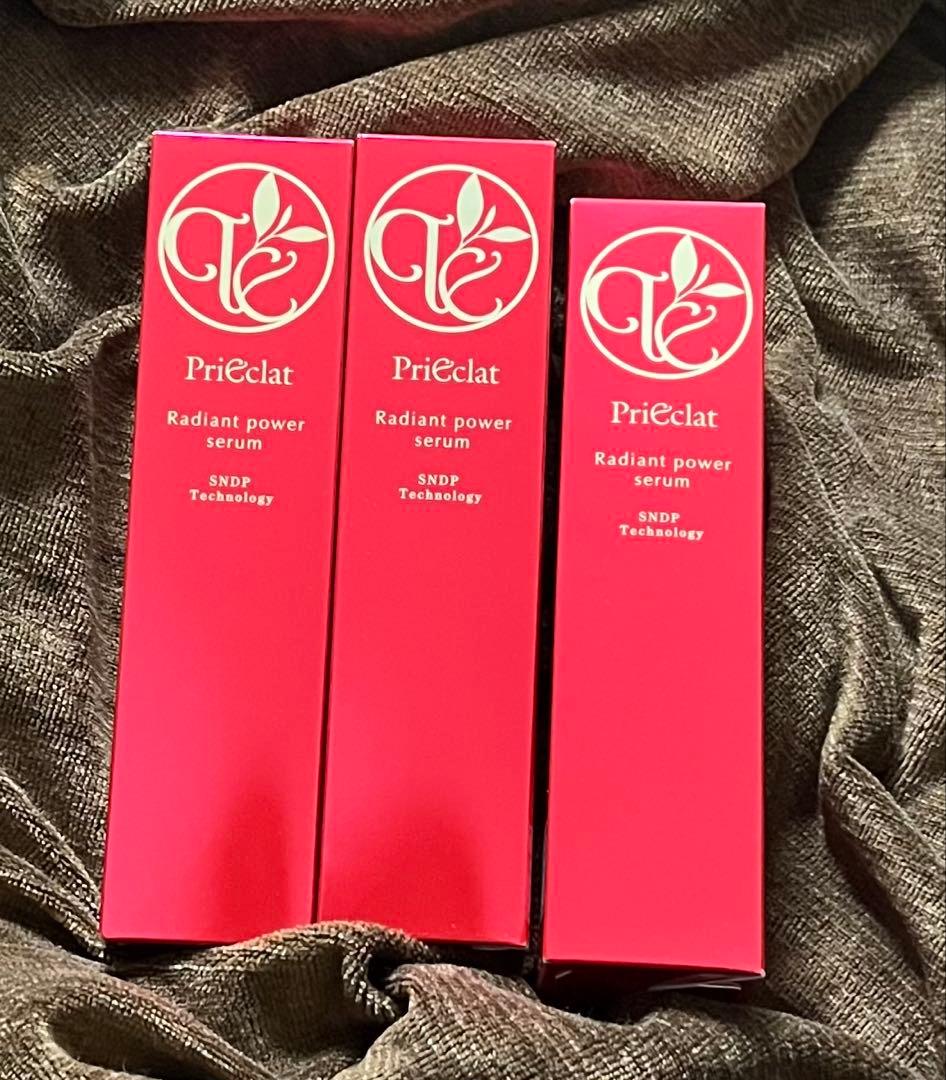 PriEclat
Radiant power
serum
SNDP
Technology
PriEclat
Radiant power
serum
SNDP
Technology
PriEclat
Radiant power
serum
SNDP
Technology